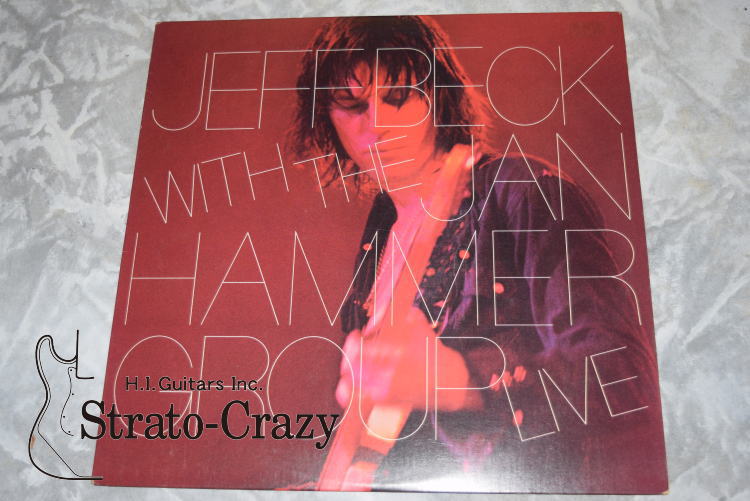 JEFF BECK
WITH THE JAN
HAMMER
GROUP LIVE
H.I.Guitars Inc.
Strato-Crazy